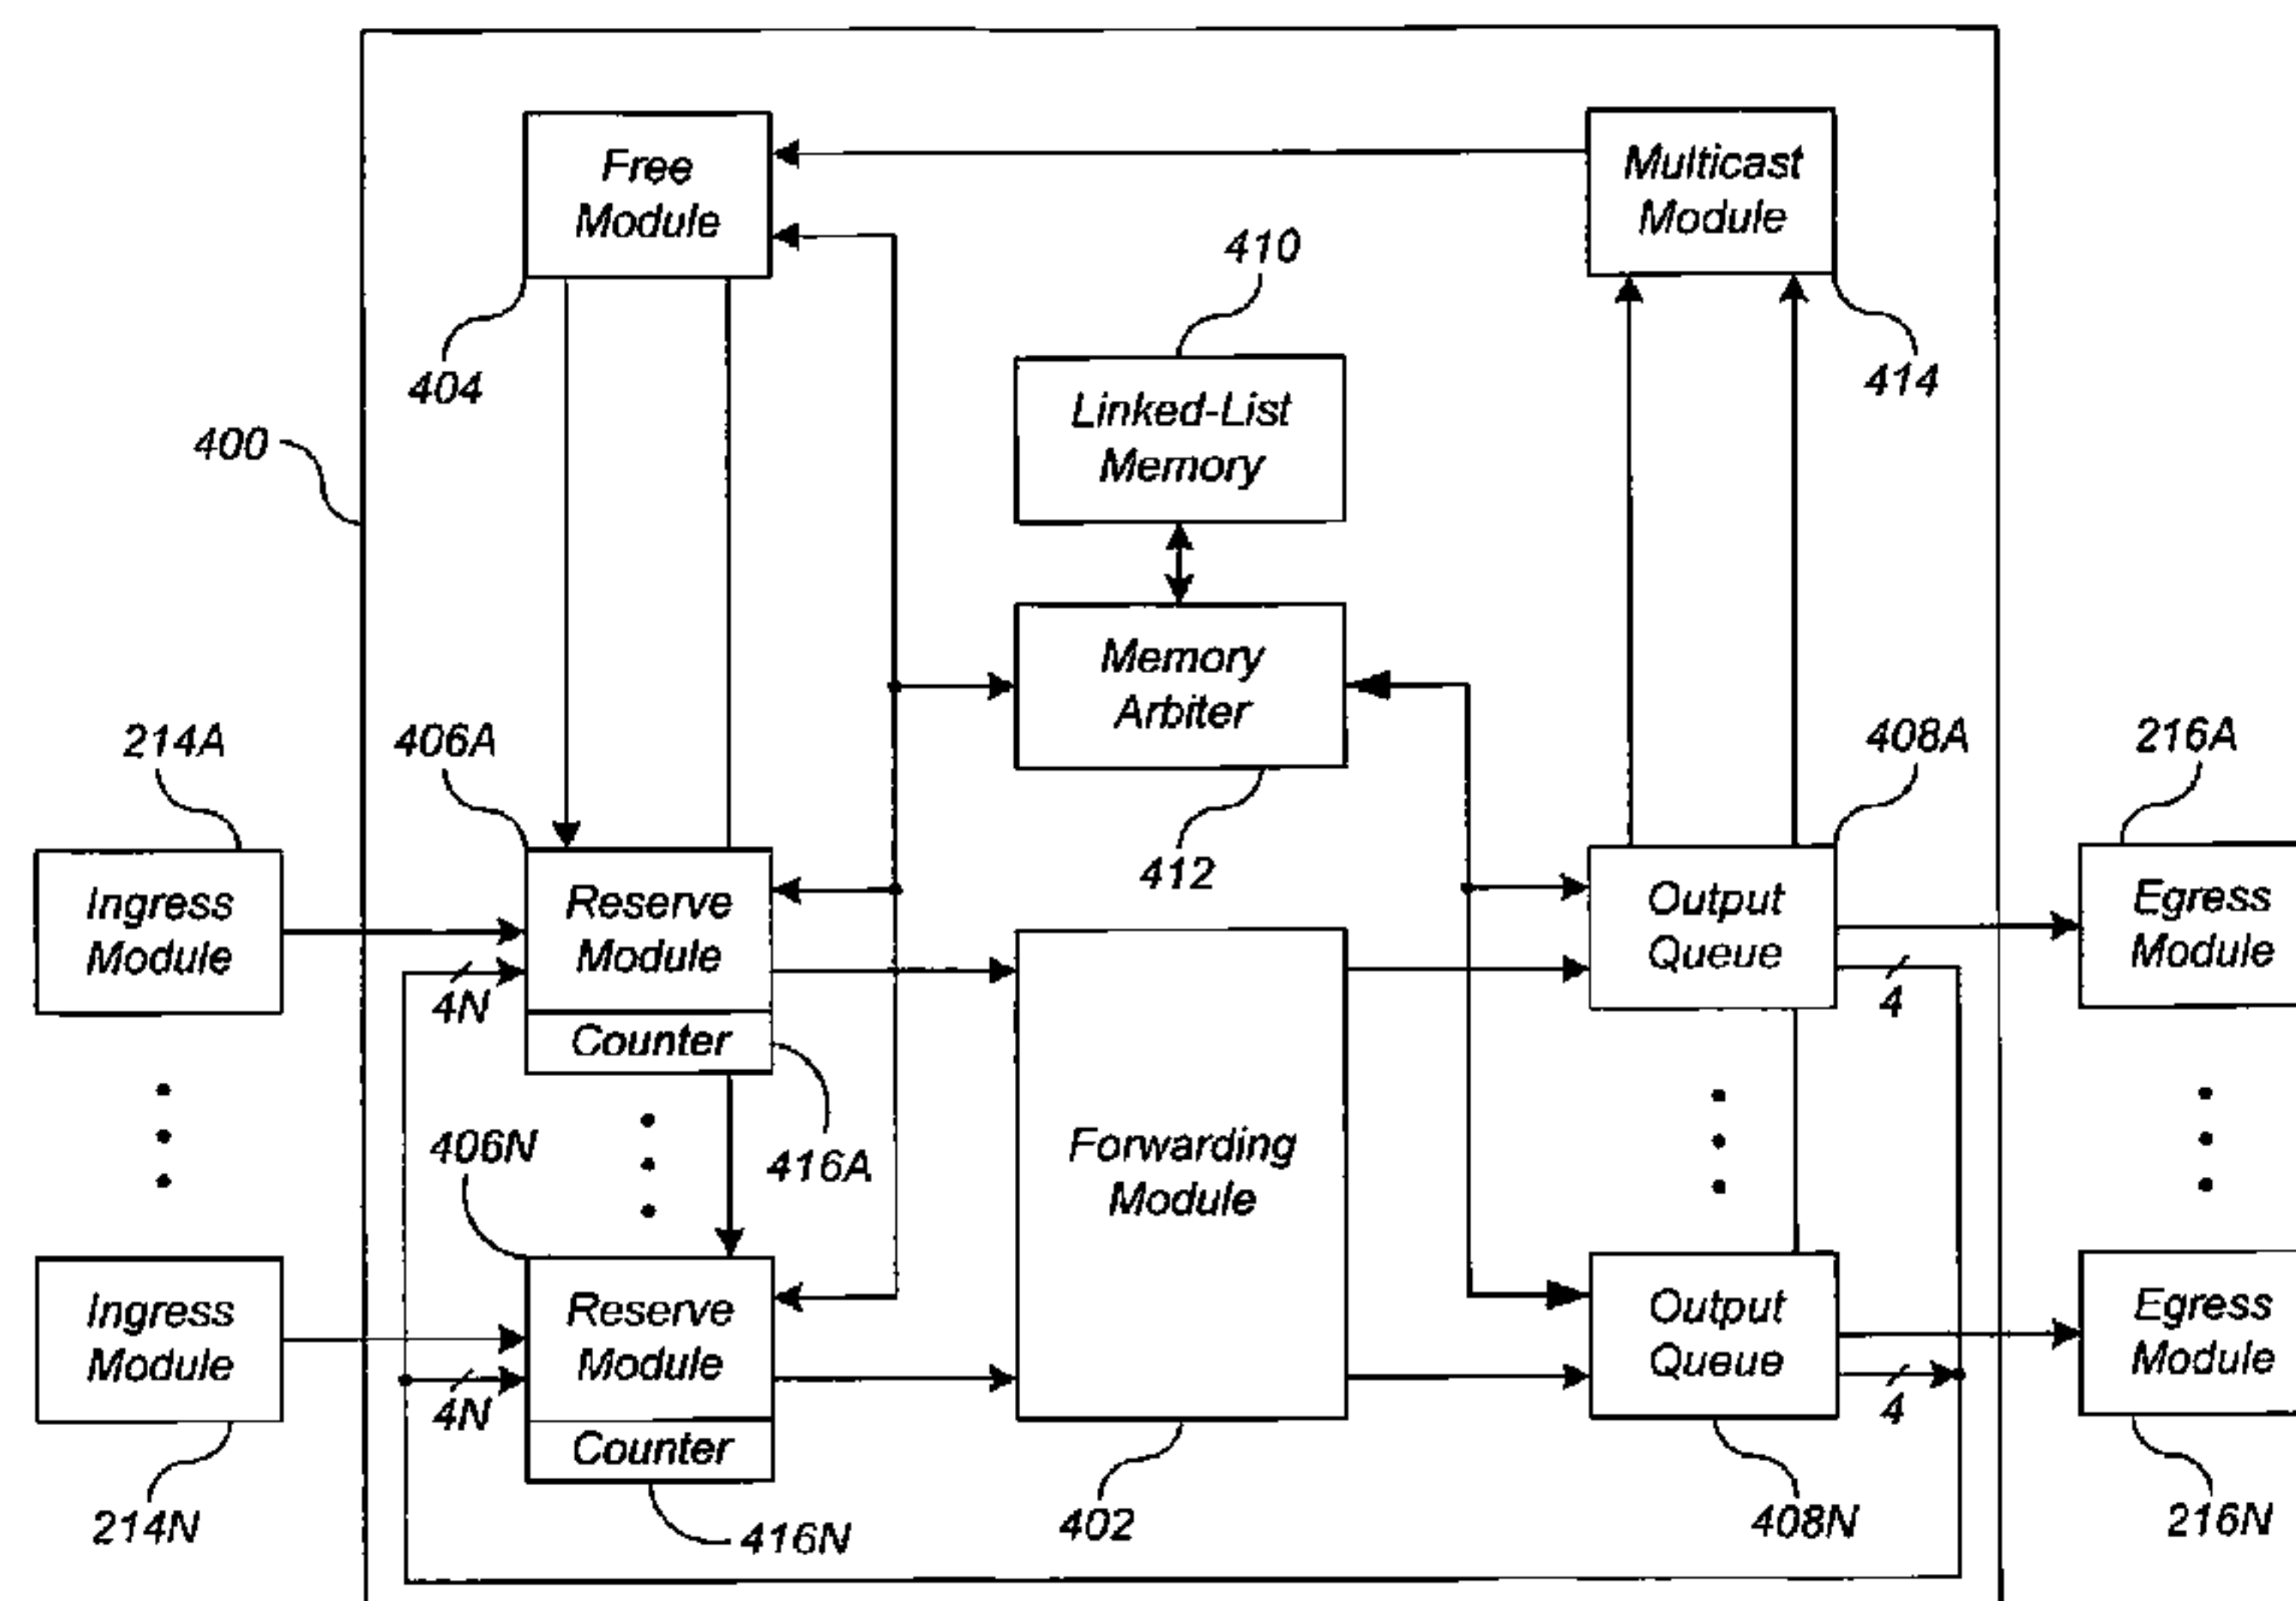 Free
Module
Multicast
Module
410
404
414
Linked-List
Memory
400
Memory
Arbiter
214A
406A
408A
216A
412
Ingress
Module
Reserve
Module
Output
Queue
Egress
Module
4N
4
Counter
406N
416A
Forwarding
Module
Ingress
Module
Reserve
Module
Output
Queue
Egress
Module
4N
4
Counter
214N
416N
402
408N
216N